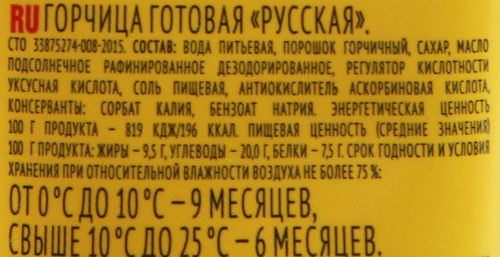 RU ГОРЧИЦА ГОТОВАЯ «РУССКАЯ».
СТО 33875274-008-2015. СОСТАВ: ВОДА ПИТЬЕВАЯ, ПОРОШОК ГОРЧИЧНЫЙ, САХАР, МАСЛО
ПОДСОЛНЕЧНОЕ РАФИНИРОВАННОЕ ДЕЗОДОРИРОВАННОЕ, РЕГУЛЯТОР КИСЛОТНОСТИ
УКСУСНАЯ КИСЛОТА, СОЛЬ ПИЩЕВАЯ, АНТИОКИСЛИТЕЛЬ АСКОРБИНОВАЯ КИСЛОТА,
КОНСЕРВАНТЫ: СОРБАТ КАЛИЯ, БЕНЗОАТ НАТРИЯ. ЭНЕРГЕТИЧЕСКАЯ ЦЕННОСТЬ
100 Г ПРОДУКТА – 819 КДЖ/196 ККАЛ. ПИЩЕВАЯ ЦЕННОСТЬ (СРЕДНИЕ ЗНАЧЕНИЯ)
100 Г ПРОДУКТА: ЖИРЫ – 9,5 Г, УГЛЕВОДЫ – 20,0 Г, БЕЛКИ – 7,5 Г. СРОК ГОДНОСТИ И УСЛОВИЯ
ХРАНЕНИЯ ПРИ ОТНОСИТЕЛЬНОЙ ВЛАЖНОСТИ ВОЗДУХА НЕ БОЛЕЕ 75 %:
ОТ 0 °С ДО 10 °С – 9 МЕСЯЦЕВ,
СВЫШЕ 10 °С ДО 25 °С – 6 МЕСЯЦЕВ.